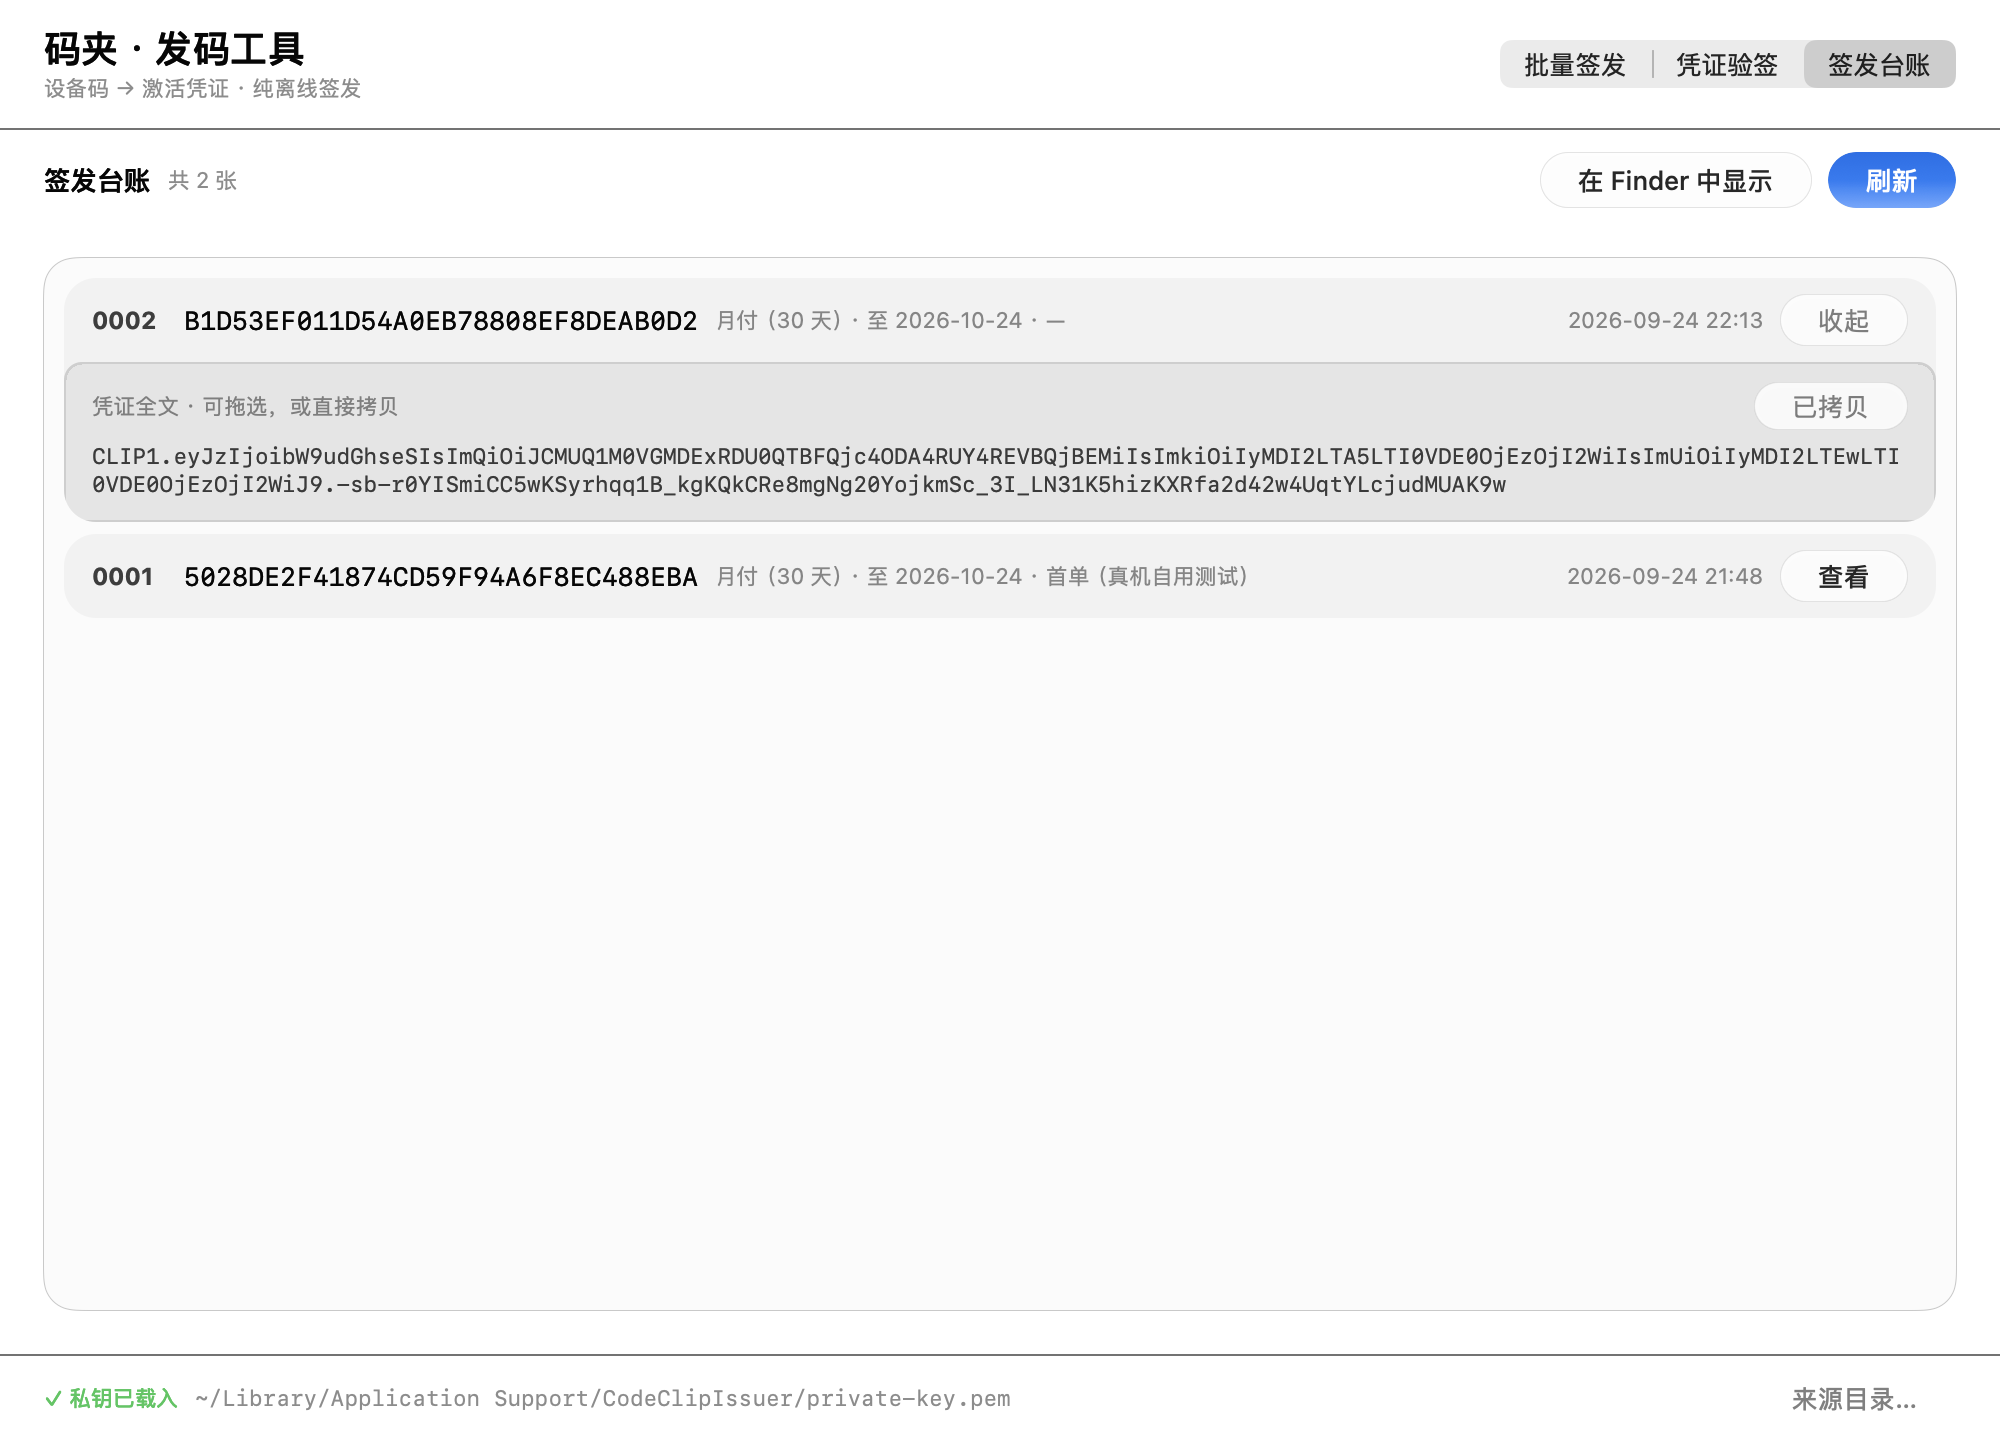 码夹 · 发码工具
设备码 → 激活凭证 · 纯离线签发
批量签发 凭证验签 签发台账
签发台账 共 2 张
在 Finder 中显示 刷新
0002 B1D53EF011D54A0EB78808EF8DEAB0D2 月付（30 天）· 至 2026-10-24 · — 2026-09-24 22:13 收起
凭证全文 · 可拖选，或直接拷贝 已拷贝
CLIP1.eyJzIjoibW9udGhseSIsImQiOiJCMUQ1M0VGMDExRDU0QTBFQjc4ODA4RUY4REVBQjBEMiIsImkiOiIyMDI2LTA5LTI0VDE0OjEzOjI2WiIsImUiOiIyMDI2LTEwLTI
0VDE0OjEzOjI2WiJ9.-sb-r0YISmiCC5wKSyrhqq1B_kgKQkCRe8mgNg20YojkmSc_3I_LN31K5hizKXRfa2d42w4UqtYLcjudMUAK9w
0001 5028DE2F41874CD59F94A6F8EC488EBA 月付（30 天）· 至 2026-10-24 · 首单（真机自用测试） 2026-09-24 21:48 查看
✓ 私钥已载入 ~/Library/Application Support/CodeClipIssuer/private-key.pem 来源目录...